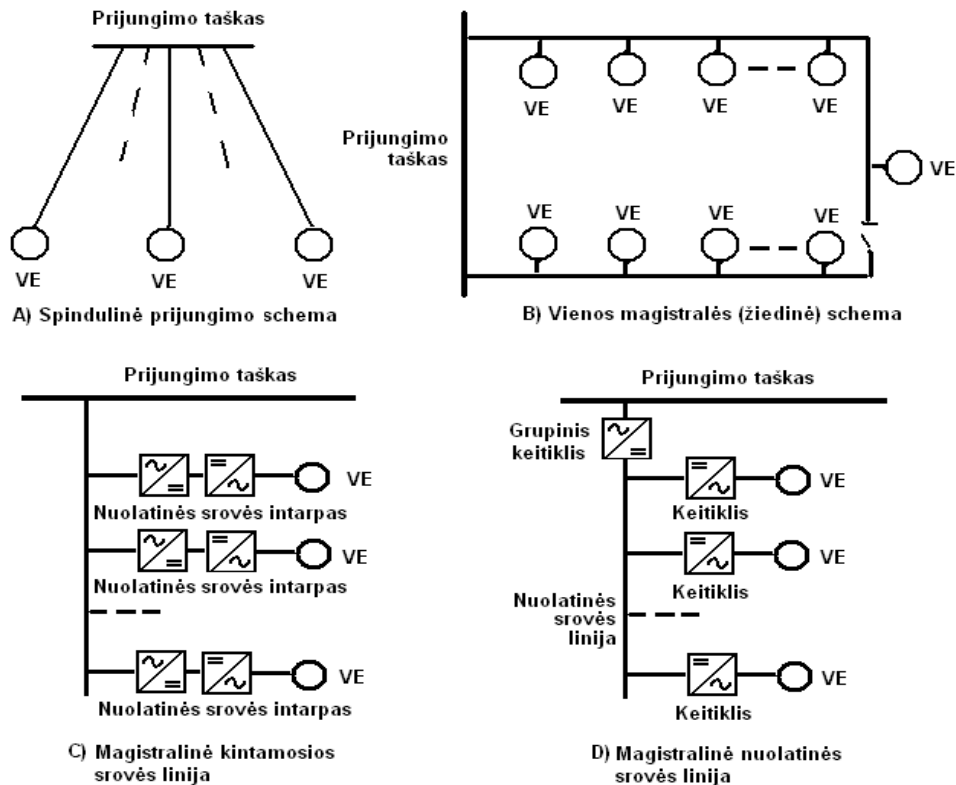 Prijungimo taškas
VE
VE
VE
A) Spindulinė prijungimo schema
Prijungimo
taškas
VE
VE
VE
VE
VE
VE
VE
VE
VE
B) Vienos magistralės (žiedinė) schema
Prijungimo taškas
VE
Nuolatinės srovės intarpas
VE
Nuolatinės srovės intarpas
VE
Nuolatinės srovės intarpas
C) Magistralinė kintamosios
srovės linija
Prijungimo taškas
Grupinis
keitiklis
VE
Keitiklis
VE
Keitiklis
Nuolatinės
srovės
linija
VE
Keitiklis
D) Magistralinė nuolatinės
srovės linija